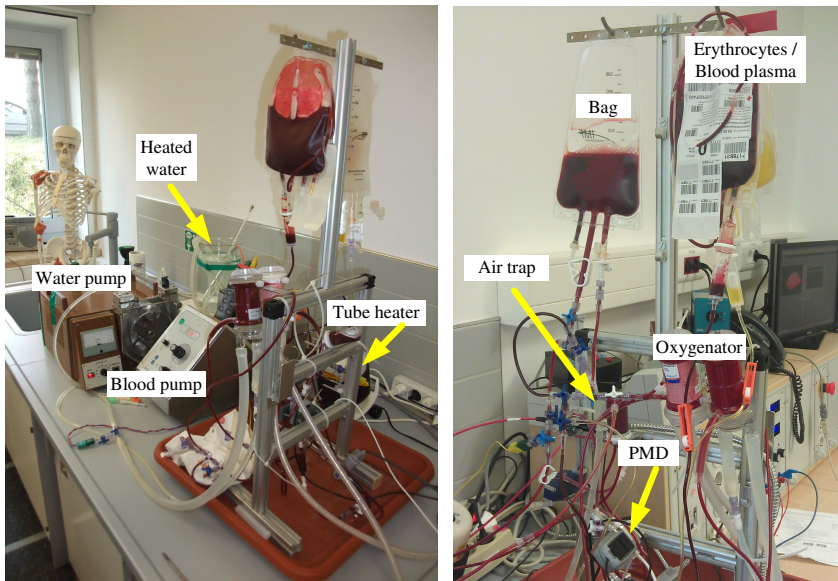 Heated
water
Water pump
Tube heater
Blood pump
Erythrocytes /
Blood plasma
Bag
Air trap
Oxygenator
PMD